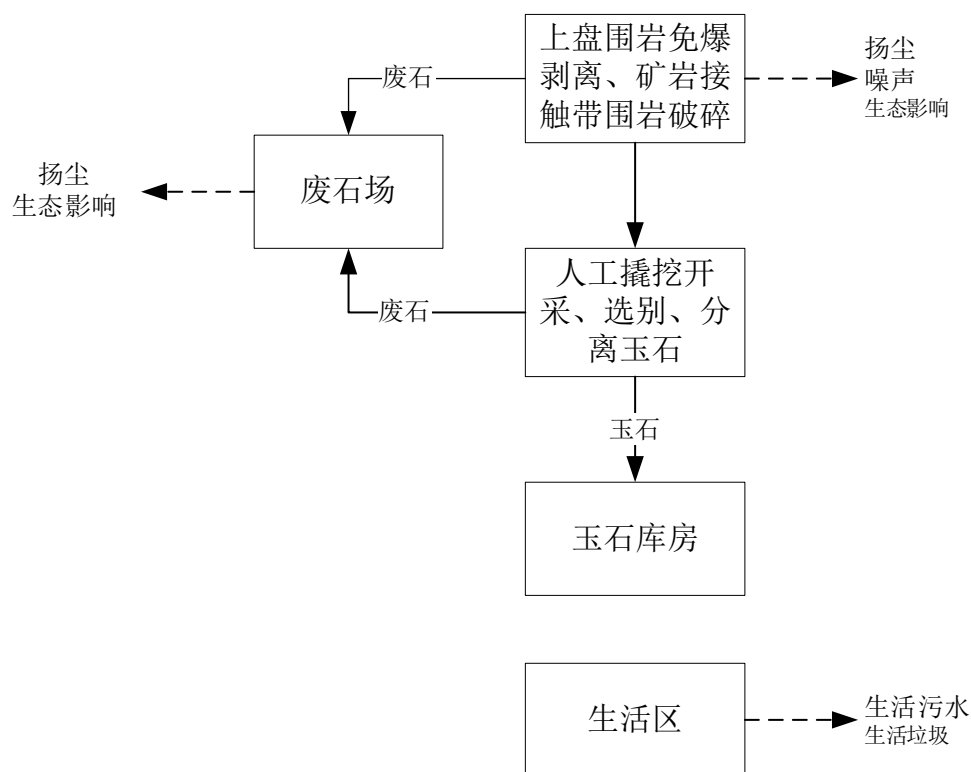 上盘围岩免爆
剥离、矿岩接
触带围岩破碎
废石
扬尘
噪声
生态影响
扬尘
生态影响
废石场
人工撬挖开
采、选别、分
离玉石
废石
玉石
玉石库房
生活区
生活污水
生活垃圾